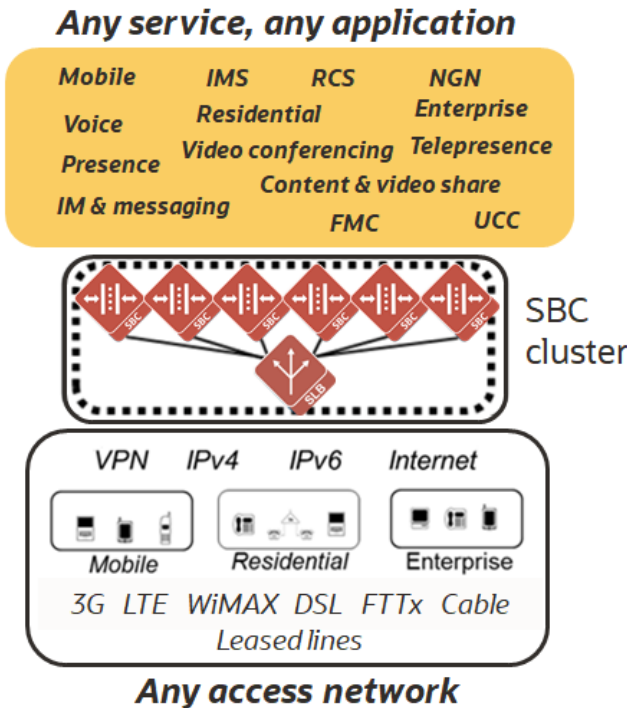 Any service, any application
Mobile IMS RCS NGN
Voice Residential Enterprise
Presence Video conferencing Telepresence
Content & video share
IM & messaging FMC UCC
SBC SBC SBC SBC SBC SBC
SLB
SBC
cluster
VPN IPv4 IPv6 Internet
Mobile Residential Enterprise
3G LTE WiMAX DSL FTTx Cable
Leased lines
Any access network